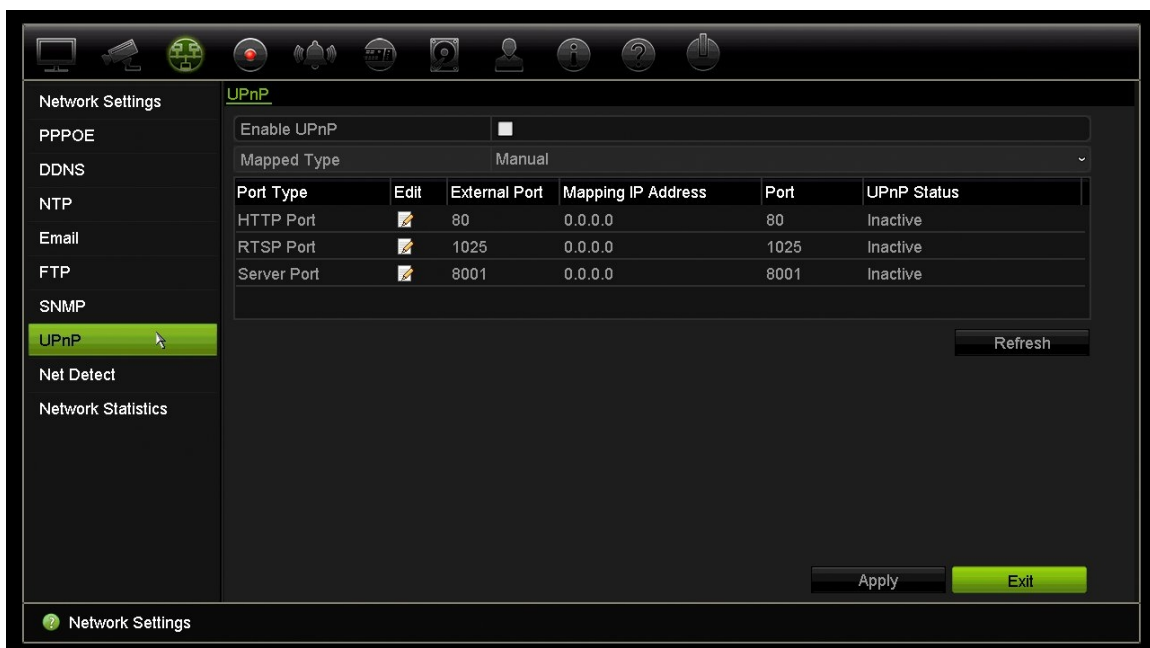 Network Settings
UPnP
PPPOE
Enable UPnP
DDNS
Mapped Type Manual
NTP
Port Type Edit External Port Mapping IP Address Port UPnP Status
HTTP Port 80 0.0.0.0 80 Inactive
Email
RTSP Port 1025 0.0.0.0 1025 Inactive
FTP
Server Port 8001 0.0.0.0 8001 Inactive
SNMP
UPnP
Refresh
Net Detect
Network Statistics
Apply Exit
Network Settings